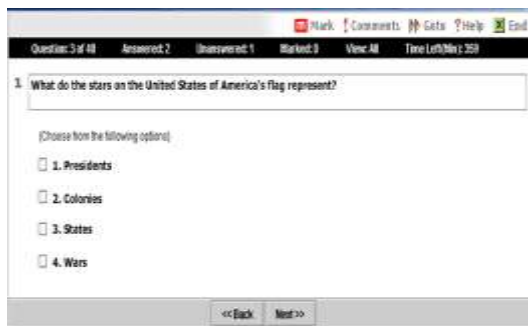 Mark Comments Goto Help End
Question: 3 of 40 Answered: 2 Unanswered: 1 Marked: 0 View: All Time Left(Min): 359
3. What do the stars on the United States of America's flag represent?
(Choose from the following options)
1. Presidents
2. Colonies
3. States
4. Wars
<< Back Next >>